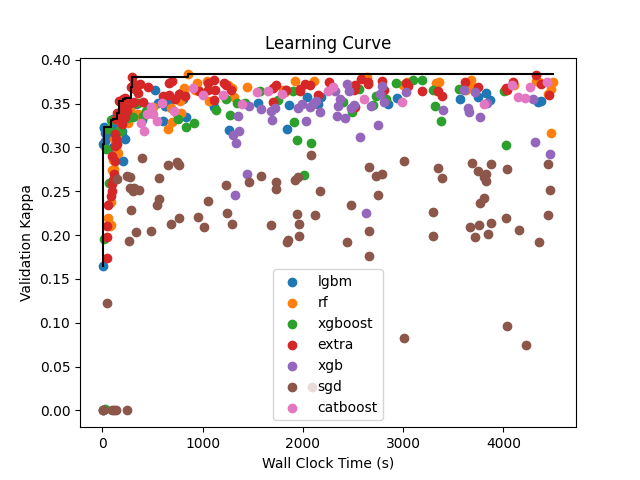 Learning Curve
0.40
0.35
0.30
0.25
0.20
0.15
0.10
0.05
0.00
Validation Kappa
lgbm
rf
xgboost
extra
xgb
sgd
catboost
0 1000 2000 3000 4000
Wall Clock Time (s)